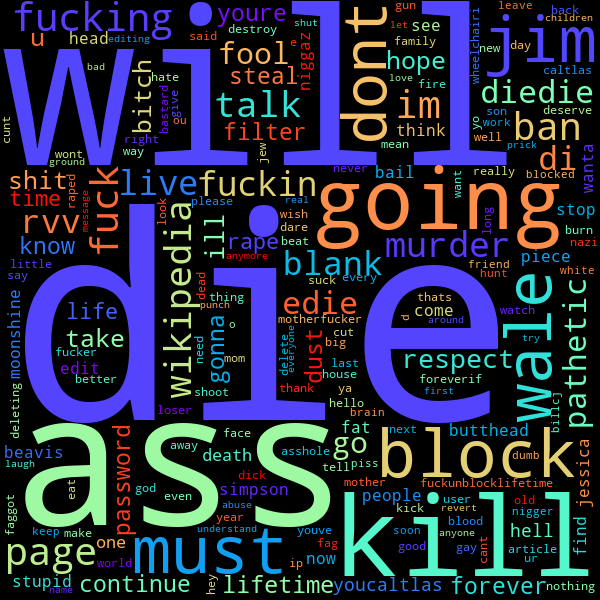 will
die
ass
kill
going
jim
fucking
youre
dont
block
must
wale
wikipedia
murder
blank
talk
live
fuckin
fuck
rvv
shit
time
know
life
take
page
continue
stupid
password
lifetime
forever
youcaltlas
pathetic
respect
diedie
ban
di
im
hope
fool
steal
filter
bitch
u
head
hate
bad
editing
shut
said
destroy
e
niggaz
gun
let
leave
back
children
family
see
love
fire
think
mean
new
day
caltlas
wheelchairi
son
work
deserve
yo
prick
well
never
bail
blocked
stop
wanta
really
want
cunt
wont
ground
way
raped
bastard
give
ou
right
jew
please
real
wish
dare
look
message
ill
rape
beat
anymore
every
long
nazi
burn
piece
friend
hunt
white
moonshine
little
say
fucker
better
edit
deleting
loser
gonna
thing
o
need
punch
dead
mom
shoot
suck
edie
motherfucker
dust
delete
everyone
last
house
big
cut
ya
thank
hello
brain
fat
come
thats
d
around
watch
try
first
foreverif
billcj
butthead
go
beavis
laugh
faggot
eat
make
keep
name
world
god
even
away
death
face
dick
simpson
abuse
year
understand
hey
one
ip
now
youve
fag
asshole
tell
piss
mother
people
kick
soon
good
user
blood
gay
cant
anyone
revert
old
nigger
hell
article
ur
find
jessica
dumb
next
fuckunblocklifetime
nothing